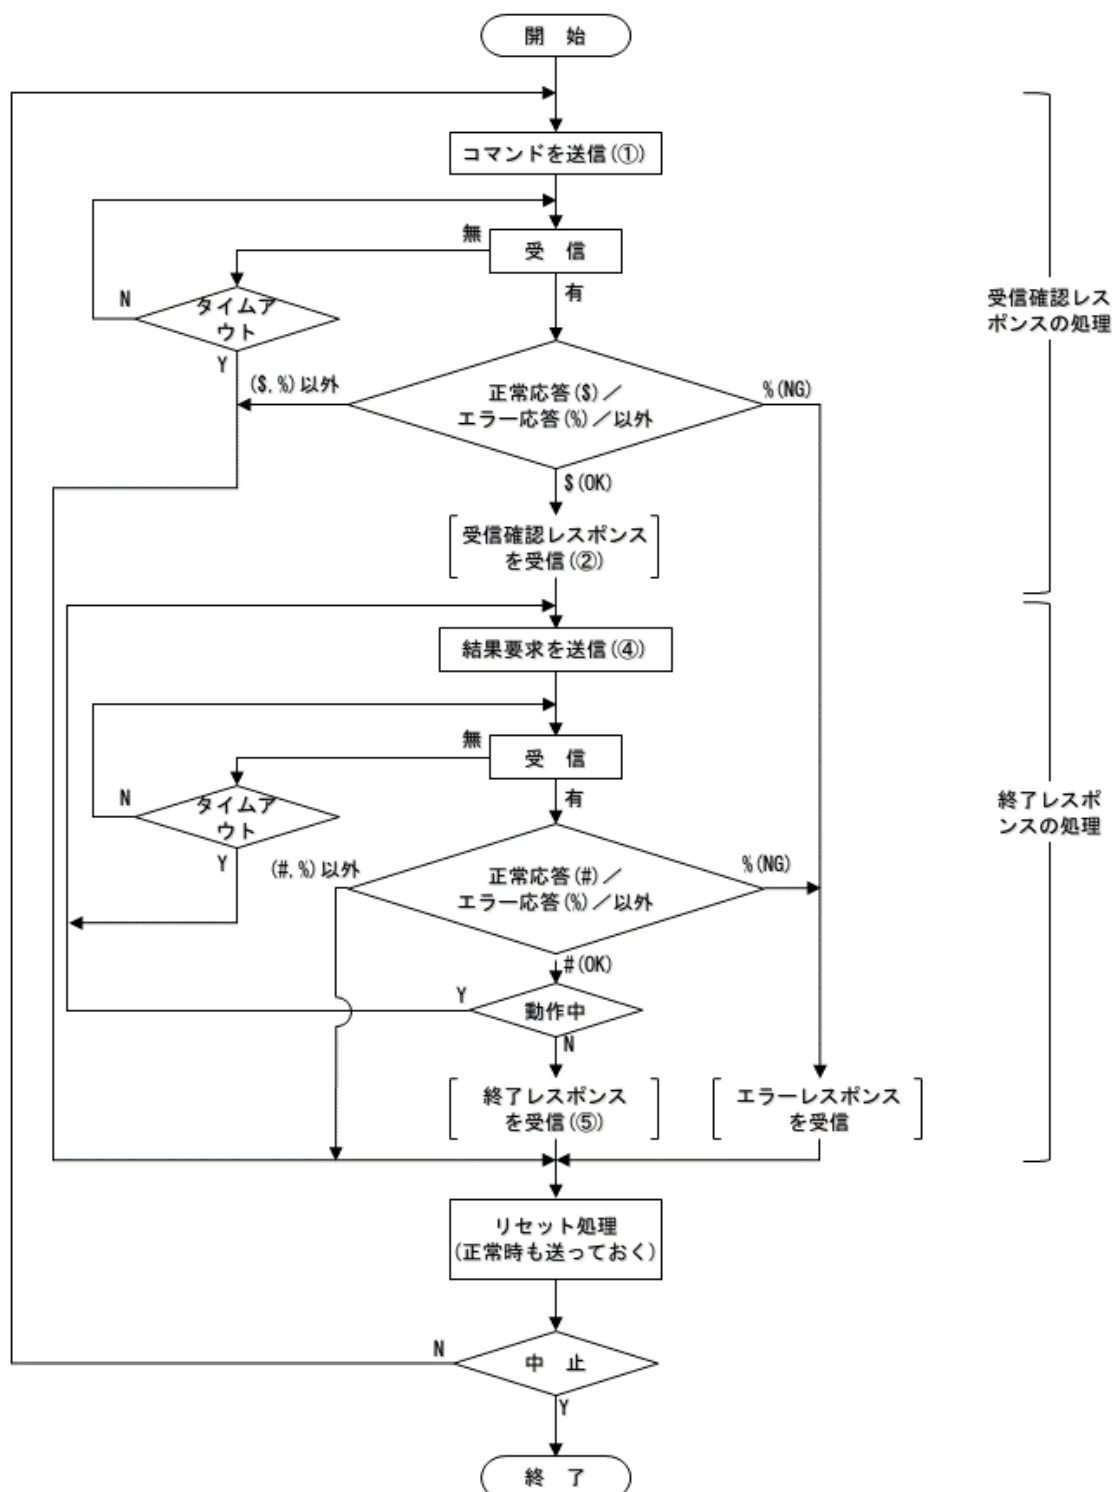 開　始
コマンドを送信(①)
無
受　信
有
N
タイムア
ウト
Y
受信確認レス
ポンスの処理
($,%)以外
正常応答($)／
エラー応答(%)／以外
%(NG)
$(OK)
受信確認レスポンス
を受信(②)
結果要求を送信(④)
無
受　信
有
N
タイムア
ウト
Y
終了レスポ
ンスの処理
(#,%)以外
正常応答(#)／
エラー応答(%)／以外
%(NG)
#(OK)
Y
動作中
N
終了レスポンス
を受信(⑤)
エラーレスポンス
を受信
リセット処理
(正常時も送っておく)
N
中　止
Y
終　了